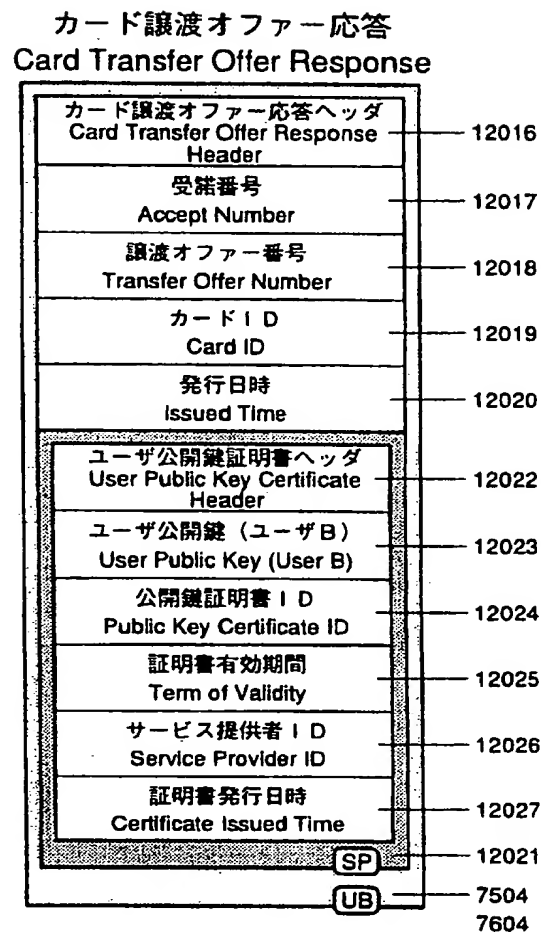 カード譲渡オファー応答
Card Transfer Offer Response
カード譲渡オファー応答ヘッダ
Card Transfer Offer Response
Header
12016
受諾番号
Accept Number
12017
譲渡オファー番号
Transfer Offer Number
12018
カードID
Card ID
12019
発行日時
Issued Time
12020
ユーザ公開鍵証明書ヘッダ
User Public Key Certificate
Header
12022
ユーザ公開鍵（ユーザB）
User Public Key (User B)
12023
公開鍵証明書ID
Public Key Certificate ID
12024
証明書有効期間
Term of Validity
12025
サービス提供者ID
Service Provider ID
12026
証明書発行日時
Certificate Issued Time
12027
SP
12021
UB
7504
7604